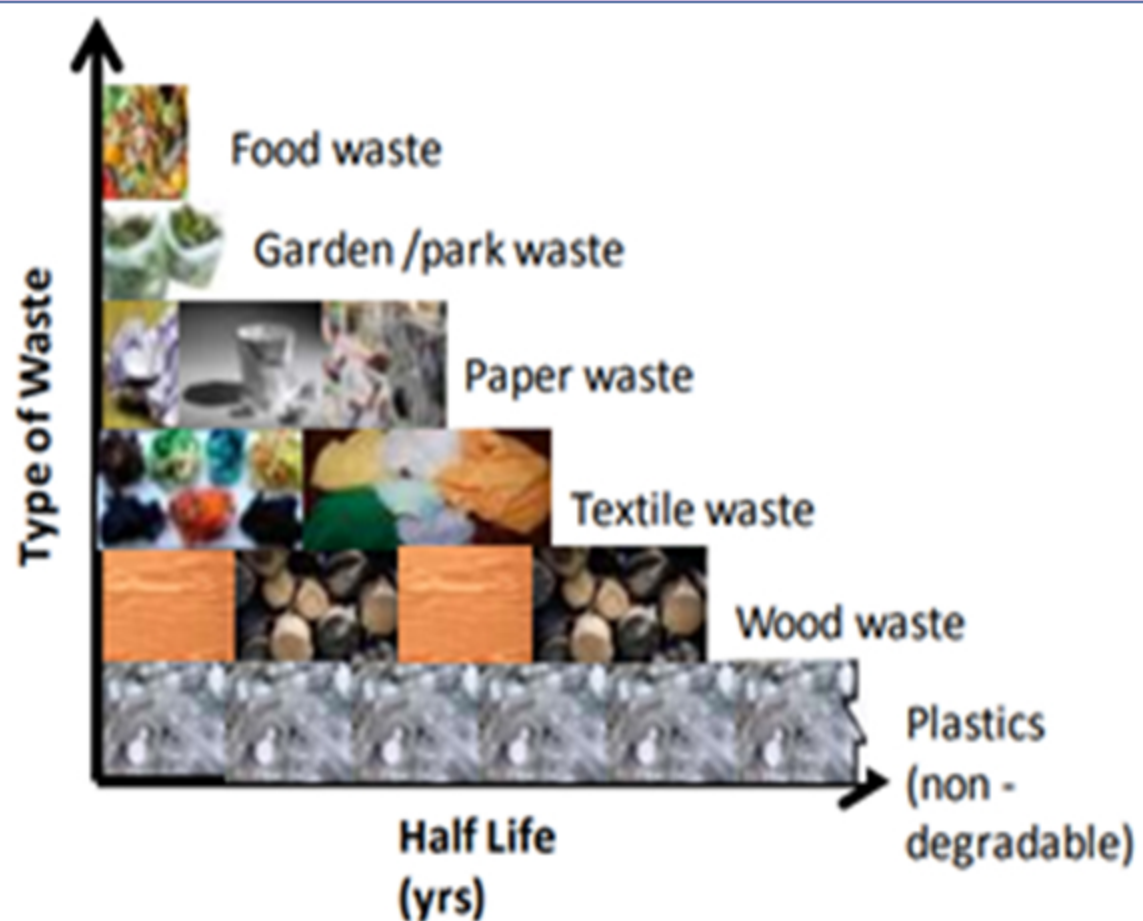 Food waste
Garden /park waste
Type of Waste
Paper waste
Textile waste
Wood waste
Plastics
(non -
degradable)
Half Life
(yrs)